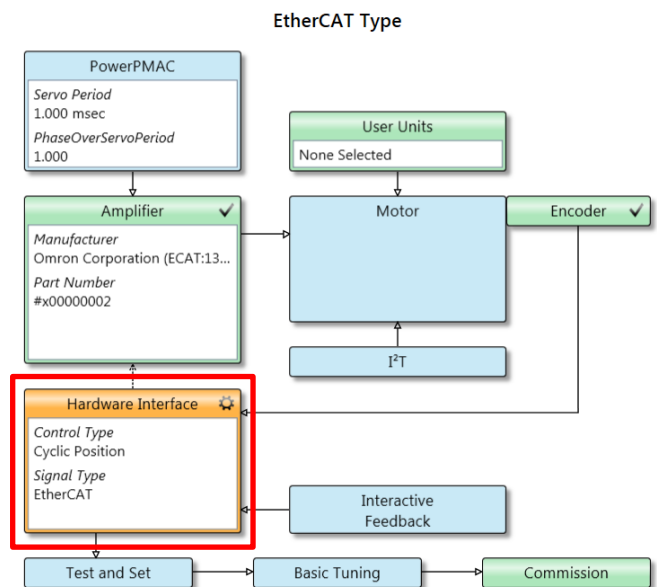 EtherCAT Type
PowerPMAC
Servo Period
1.000 msec
PhaseOverServoPeriod
1.000
User Units
None Selected
Amplifier
Manufacturer
Omron Corporation (ECAT:13...
Part Number
#x00000002
Motor
Encoder
I²T
Hardware Interface
Control Type
Cyclic Position
Signal Type
EtherCAT
Interactive
Feedback
Test and Set
Basic Tuning
Commission